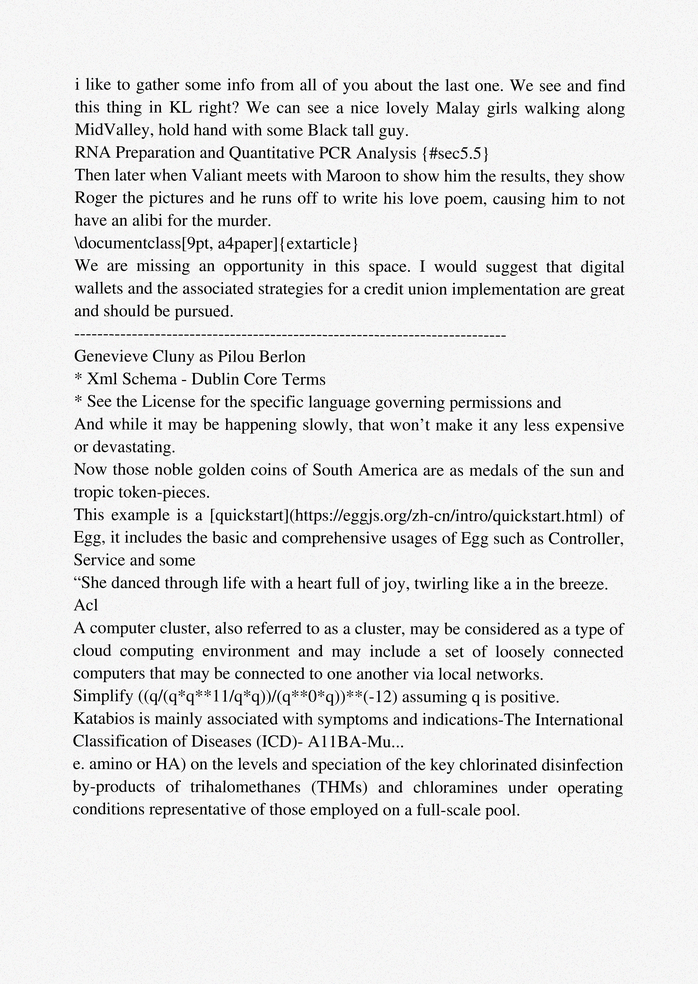 i like to gather some info from all of you about the last one. We see and find
this thing in KL right? We can see a nice lovely Malay girls walking along
MidValley, hold hand with some Black tall guy.
RNA Preparation and Quantitative PCR Analysis {#sec5.5}
Then later when Valiant meets with Maroon to show him the results, they show
Roger the pictures and he runs off to write his love poem, causing him to not
have an alibi for the murder.
\documentclass[9pt, a4paper]{extarticle}
We are missing an opportunity in this space. I would suggest that digital
wallets and the associated strategies for a credit union implementation are great
and should be pursued.
---------------------------------------------------------------------------
Genevieve Cluny as Pilou Berlon
* Xml Schema - Dublin Core Terms
* See the License for the specific language governing permissions and
And while it may be happening slowly, that won’t make it any less expensive
or devastating.
Now those noble golden coins of South America are as medals of the sun and
tropic token-pieces.
This example is a [quickstart](https://eggjs.org/zh-cn/intro/quickstart.html) of
Egg, it includes the basic and comprehensive usages of Egg such as Controller,
Service and some
“She danced through life with a heart full of joy, twirling like a in the breeze.
Acl
A computer cluster, also referred to as a cluster, may be considered as a type of
cloud computing environment and may include a set of loosely connected
computers that may be connected to one another via local networks.
Simplify ((q/(q*q**11/q*q))/(q**0*q))**(-12) assuming q is positive.
Katabios is mainly associated with symptoms and indications-The International
Classification of Diseases (ICD)- A11BA-Mu...
e. amino or HA) on the levels and speciation of the key chlorinated disinfection
by-products of trihalomethanes (THMs) and chloramines under operating
conditions representative of those employed on a full-scale pool.